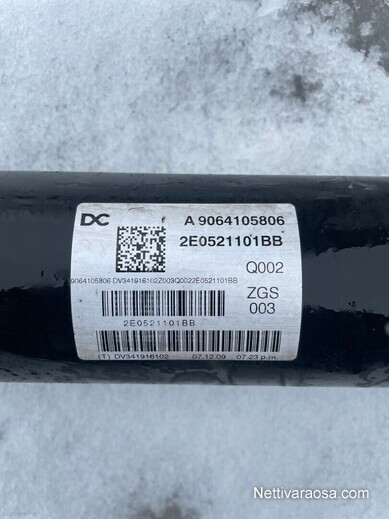 DC A 9064105806
2E0521101BB
Q002
9064105806 DV341916102Z003Q0022E0521101BB
ZGS
003
2E0521101BB
(T) DV341916102 07.12.09 07:23 p.m.
Nettivaraosa.com